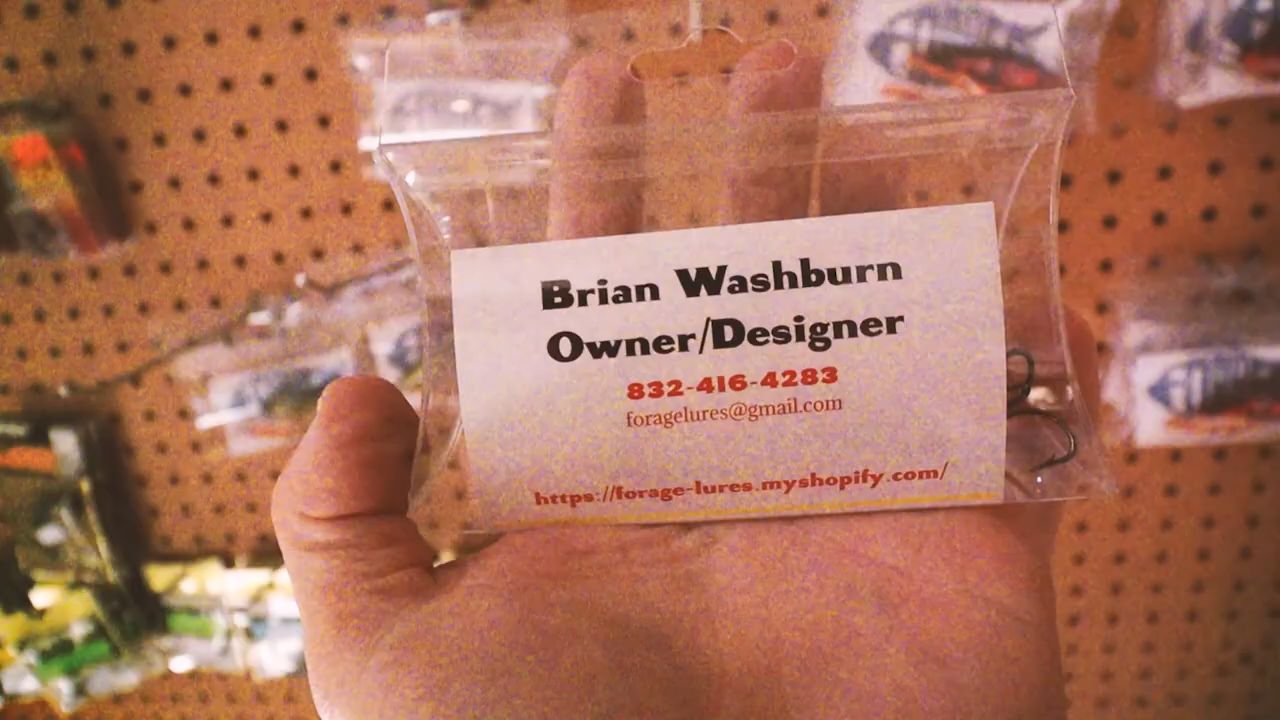 Brian Washburn
Owner/Designer
832-416-4283
foragelures@gmail.com
https://forage-lures.myshopify.com/